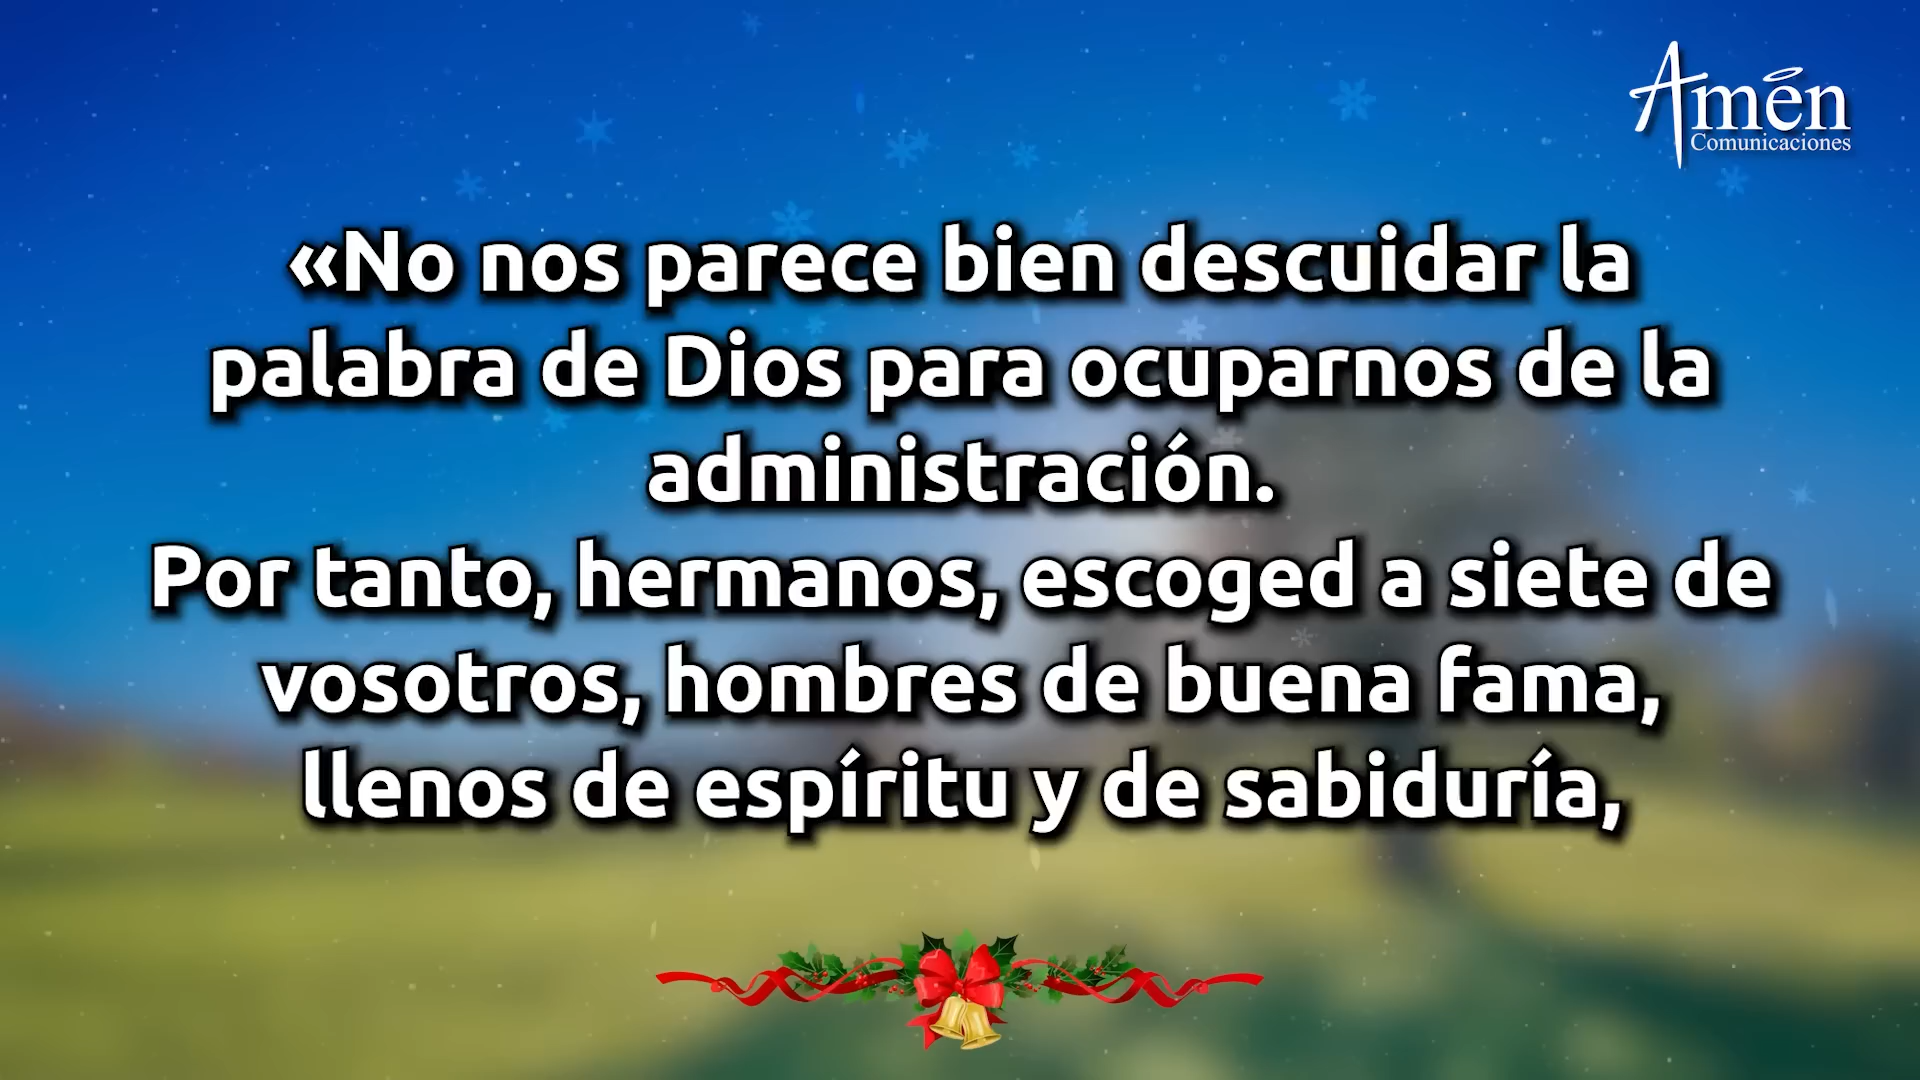 Amén
Comunicaciones
«No nos parece bien descuidar la
palabra de Dios para ocuparnos de la
administración.
Por tanto, hermanos, escoged a siete de
vosotros, hombres de buena fama,
llenos de espíritu y de sabiduría,